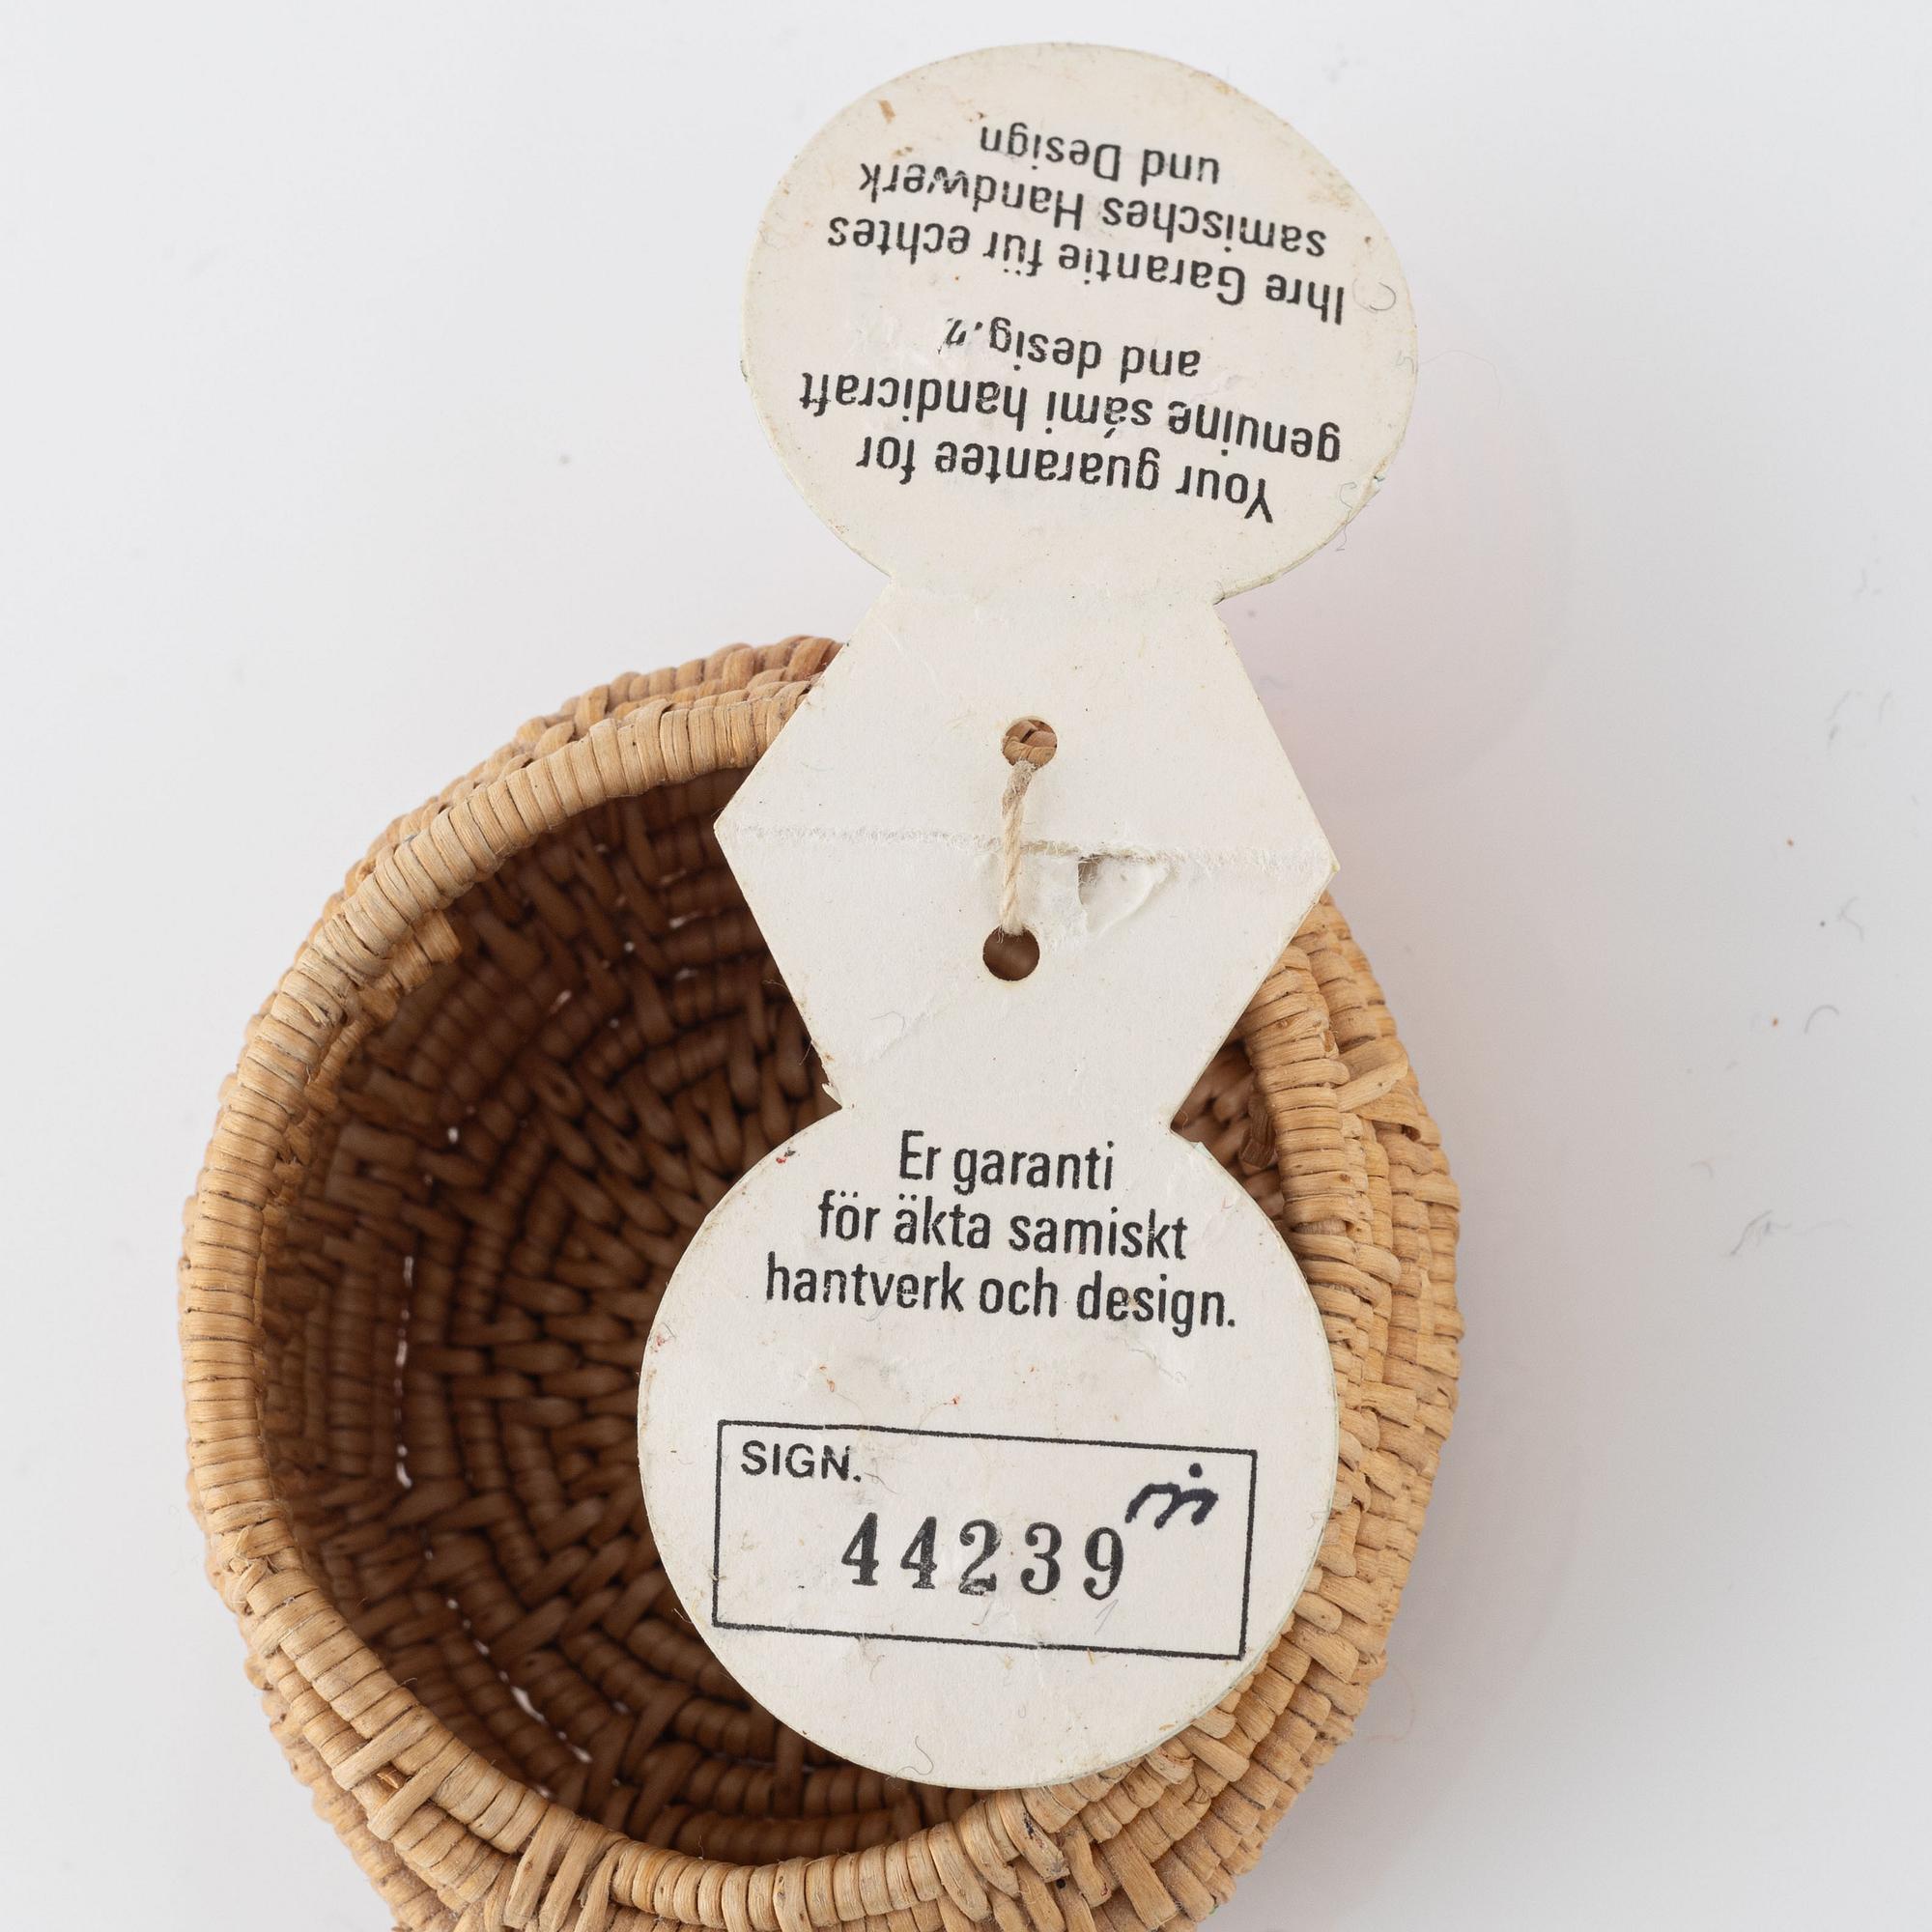 Your guarantee for
genuine sámi handicraft
and design
Ihre Garantie für echtes
samisches Handwerk
und Design
Er garanti
för äkta samiskt
hantverk och design.
SIGN.
44239